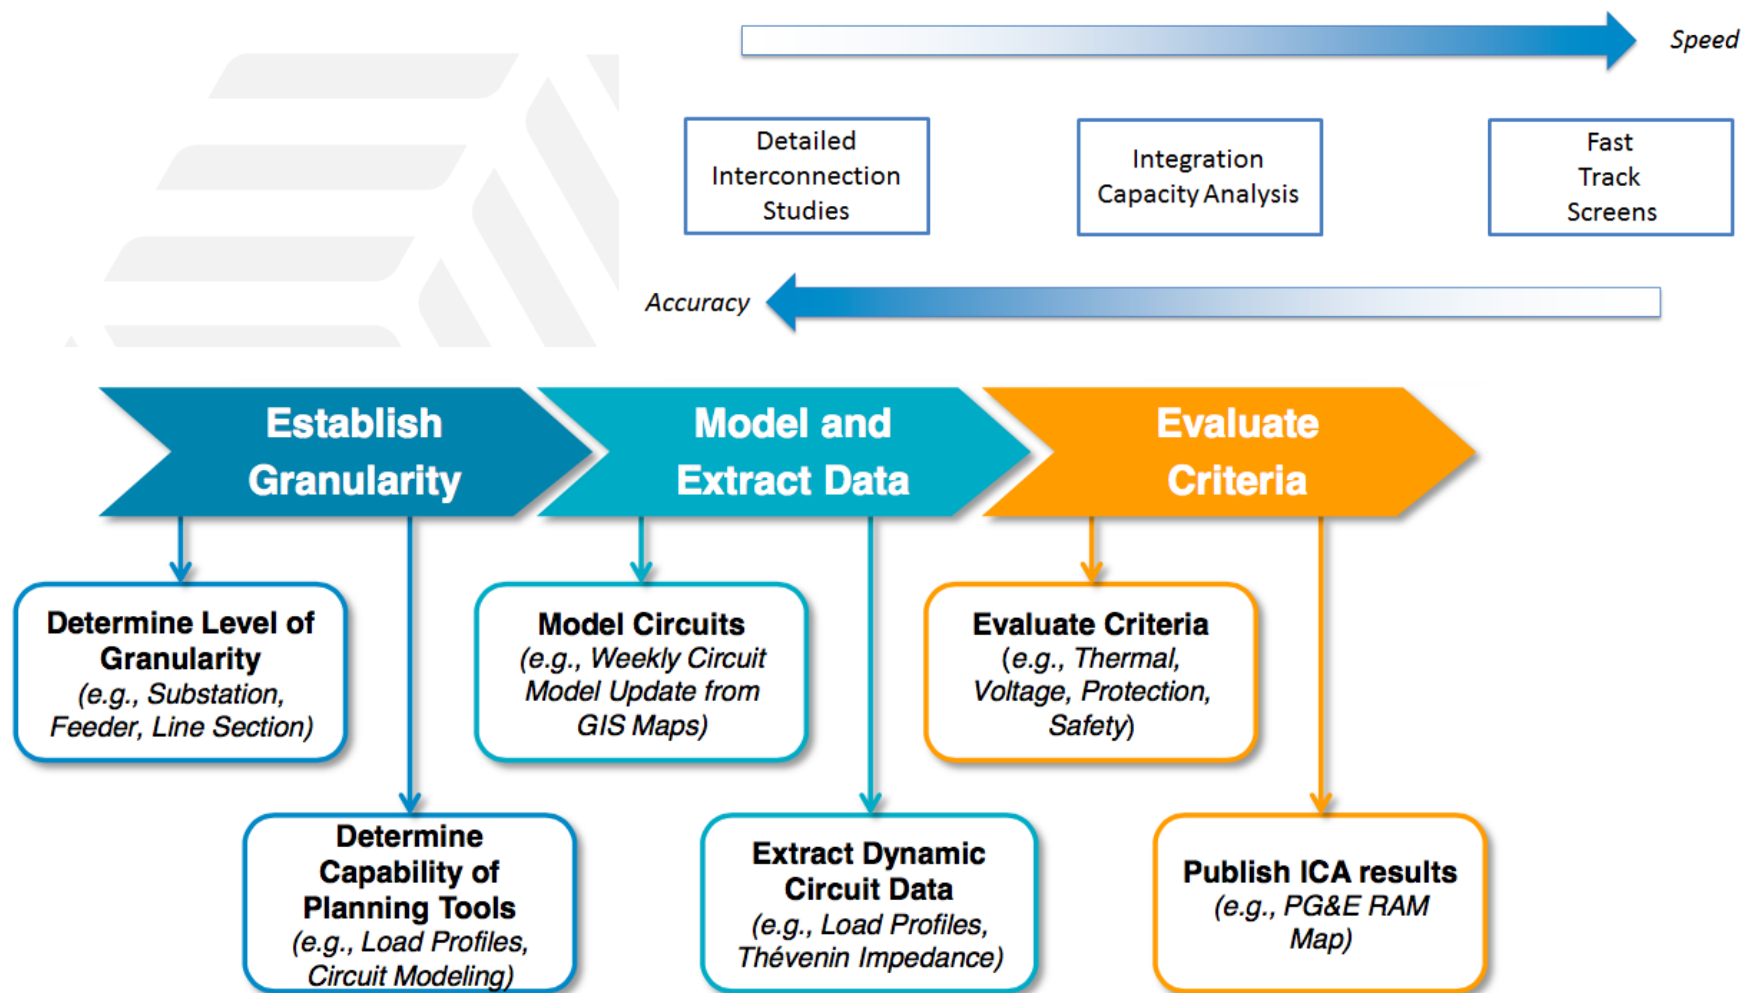 Speed
Detailed
Interconnection
Studies
Integration
Capacity Analysis
Fast
Track
Screens
Accuracy
Establish
Granularity
Model and
Extract Data
Evaluate
Criteria
Determine Level of
Granularity
(e.g., Substation,
Feeder, Line Section)
Model Circuits
(e.g., Weekly Circuit
Model Update from
GIS Maps)
Evaluate Criteria
(e.g., Thermal,
Voltage, Protection,
Safety)
Determine
Capability of
Planning Tools
(e.g., Load Profiles,
Circuit Modeling)
Extract Dynamic
Circuit Data
(e.g., Load Profiles,
Thévenin Impedance)
Publish ICA results
(e.g., PG&E RAM
Map)